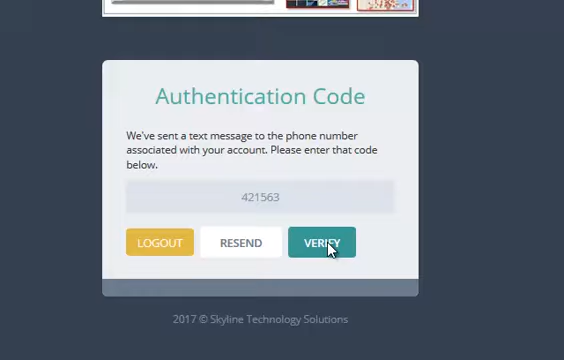 Authentication Code
We've sent a text message to the phone number
associated with your account. Please enter that code
below.
421563
LOGOUT RESEND VERIFY
2017 © Skyline Technology Solutions